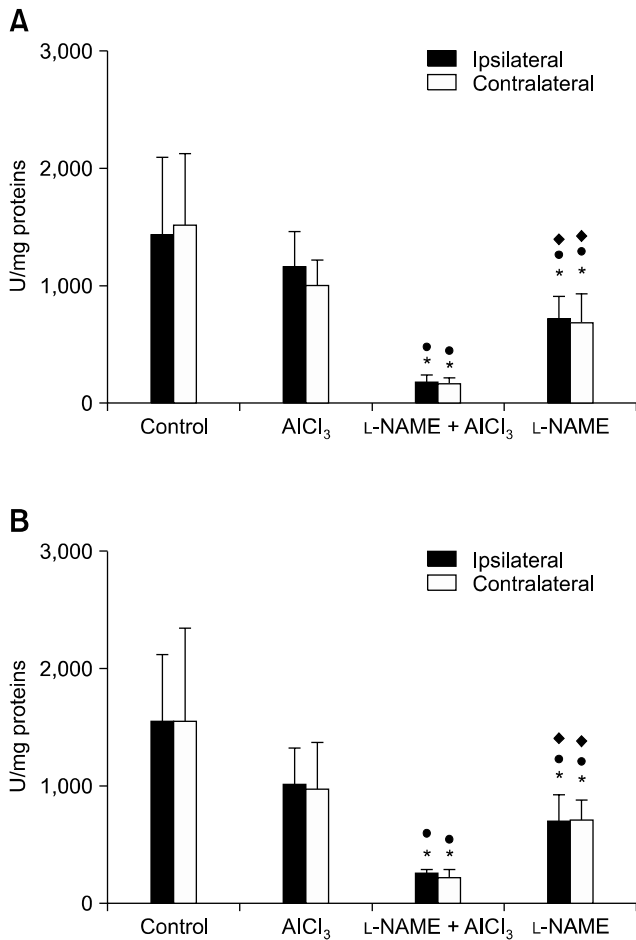 A
3,000
Ipsilateral
Contralateral
2,000
U/mg proteins
1,000
● ● ◆ ◆
* * ● ●
* *
0
Control AlCl₃ L-NAME + AlCl₃ L-NAME
B
3,000
Ipsilateral
Contralateral
2,000
U/mg proteins
1,000
● ● ◆ ◆
* * ● ●
* *
0
Control AlCl₃ L-NAME + AlCl₃ L-NAME